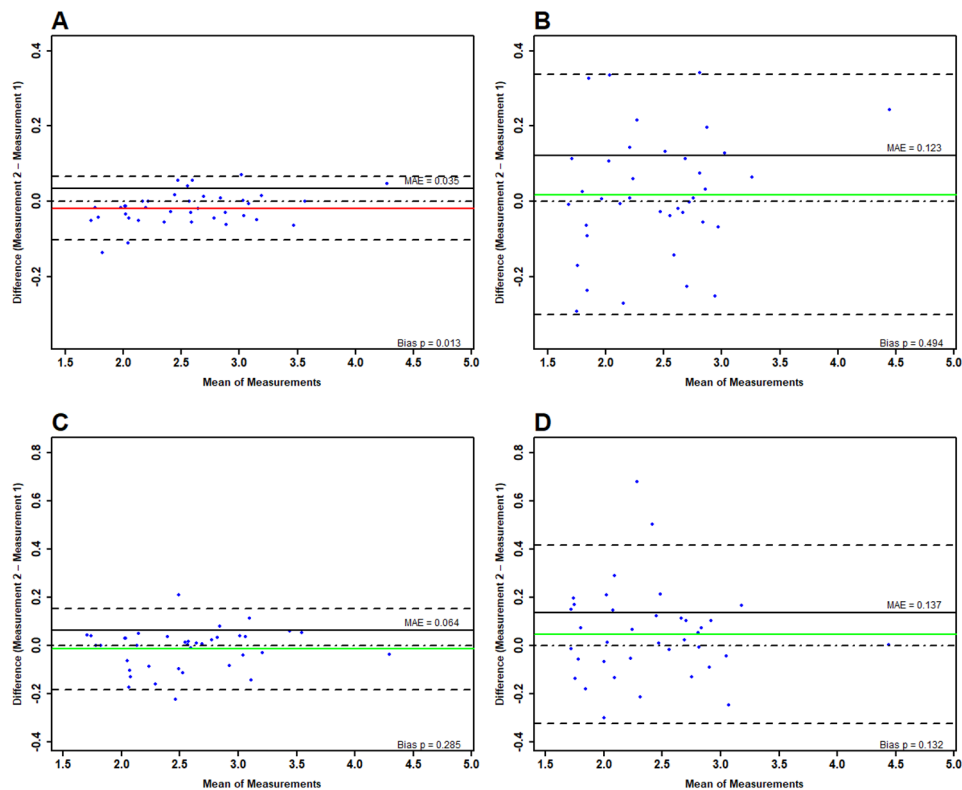 A
Difference (Measurement 2 – Measurement 1)
0.4
0.2
0.0
-0.2
MAE = 0.035
Bias p = 0.013
1.5 2.0 2.5 3.0 3.5 4.0 4.5 5.0
Mean of Measurements
B
Difference (Measurement 2 – Measurement 1)
0.4
0.2
0.0
-0.2
MAE = 0.123
Bias p = 0.494
1.5 2.0 2.5 3.0 3.5 4.0 4.5 5.0
Mean of Measurements
C
Difference (Measurement 2 – Measurement 1)
0.8
0.6
0.4
0.2
0.0
-0.2
-0.4
MAE = 0.064
Bias p = 0.285
1.5 2.0 2.5 3.0 3.5 4.0 4.5 5.0
Mean of Measurements
D
Difference (Measurement 2 – Measurement 1)
0.8
0.6
0.4
0.2
0.0
-0.2
-0.4
MAE = 0.137
Bias p = 0.132
1.5 2.0 2.5 3.0 3.5 4.0 4.5 5.0
Mean of Measurements